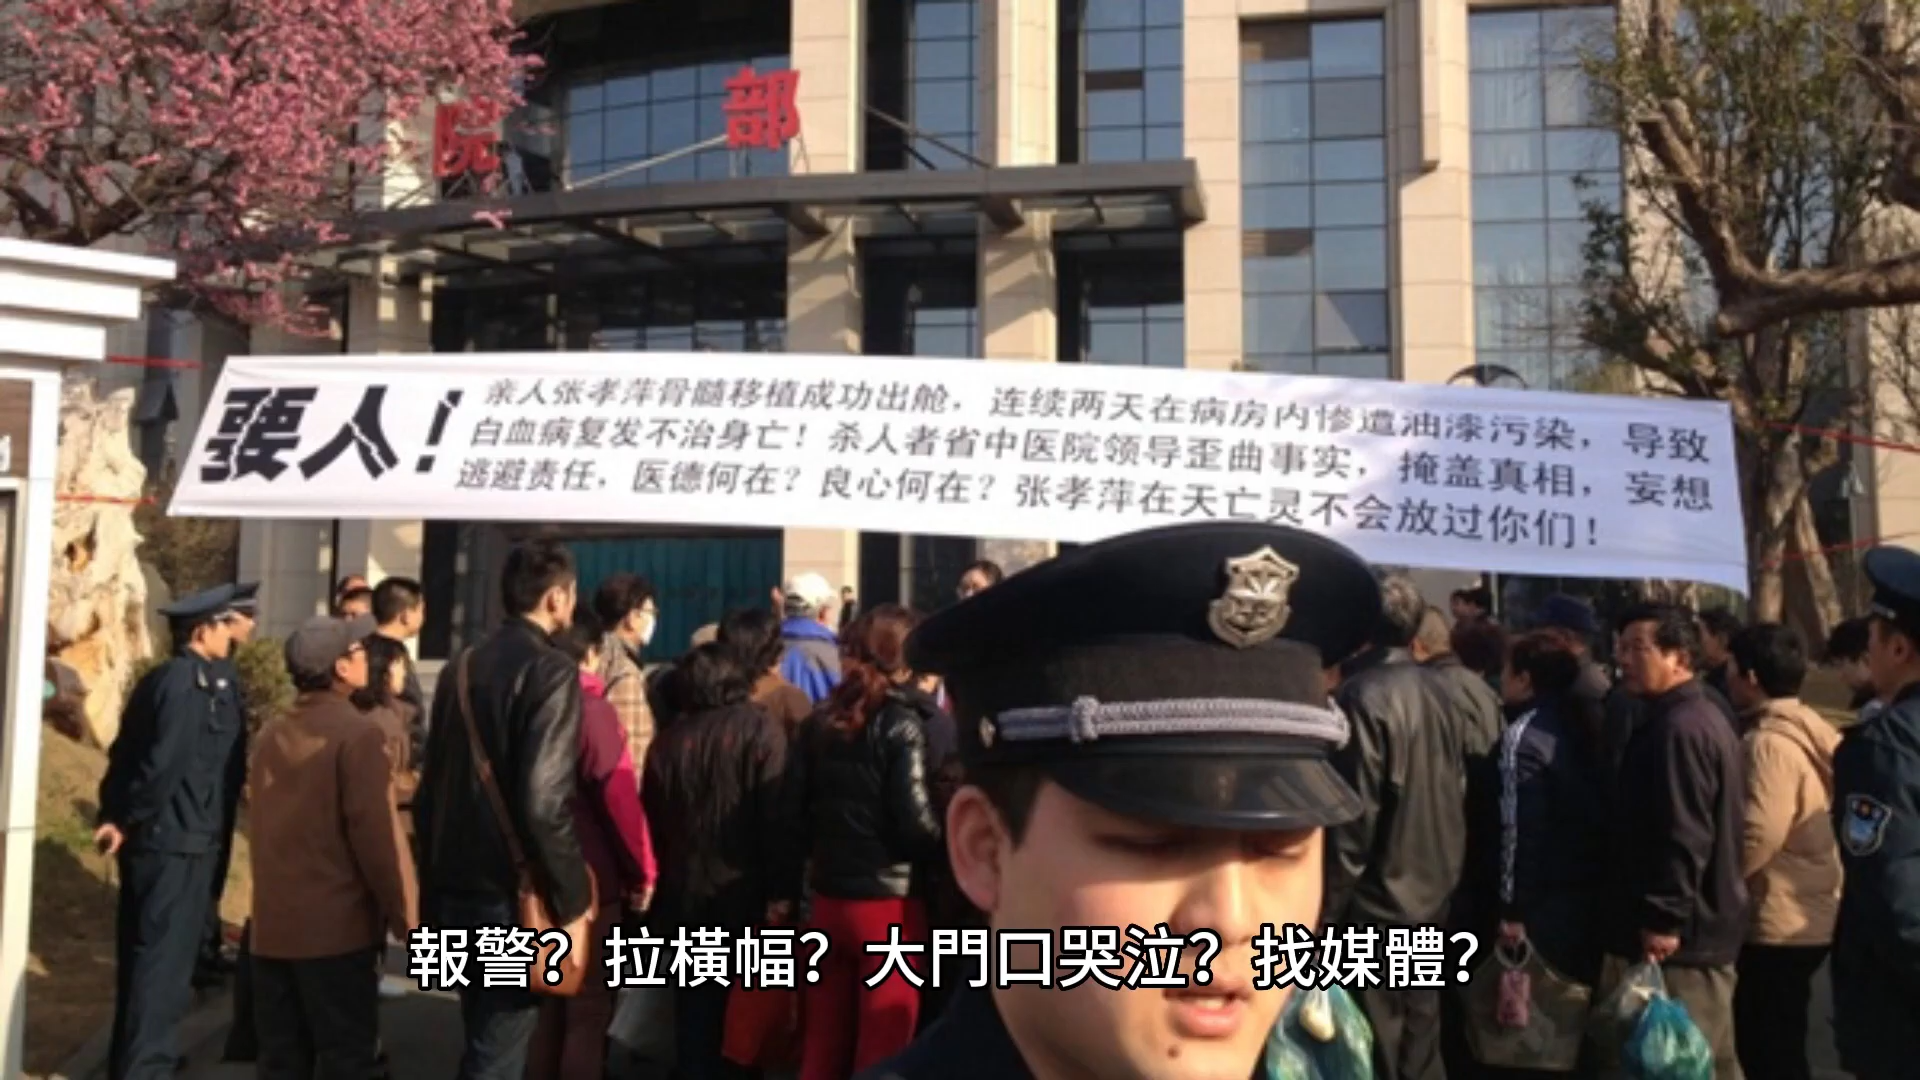 院 部
要人！
亲人张孝萍骨髓移植成功出舱，连续两天在病房内惨遭油漆污染，导致
白血病复发不治身亡！杀人者省中医院领导歪曲事实，掩盖真相，妄想
逃避责任，医德何在？良心何在？张孝萍在天亡灵不会放过你们！
報警？拉橫幅？大門口哭泣？找媒體？